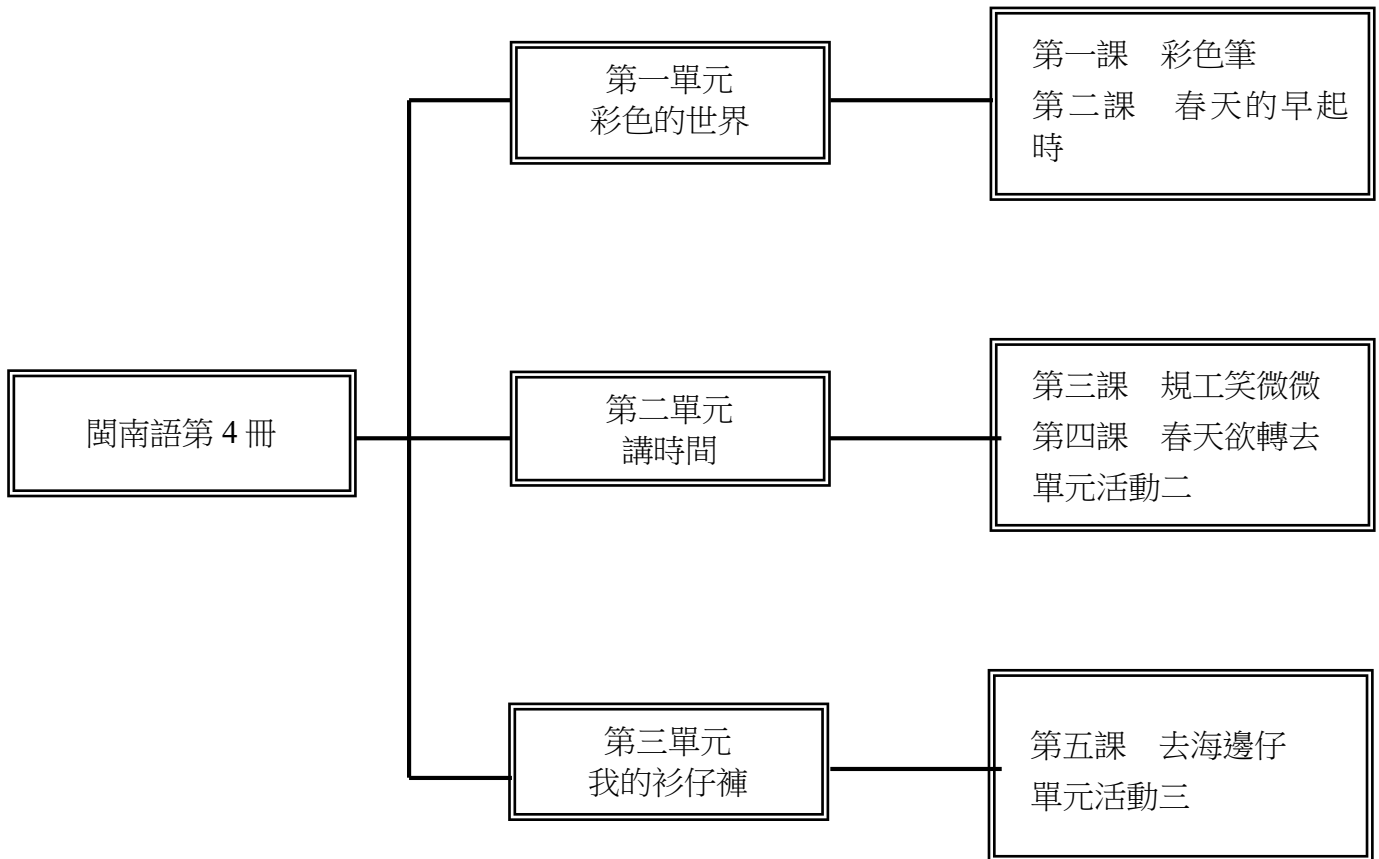 第一單元
彩色的世界
第一課　彩色筆
第二課　春天的早起
時
閩南語第 4 冊
第二單元
講時間
第三課　規工笑微微
第四課　春天欲轉去
單元活動二
第三單元
我的衫仔褲
第五課　去海邊仔
單元活動三